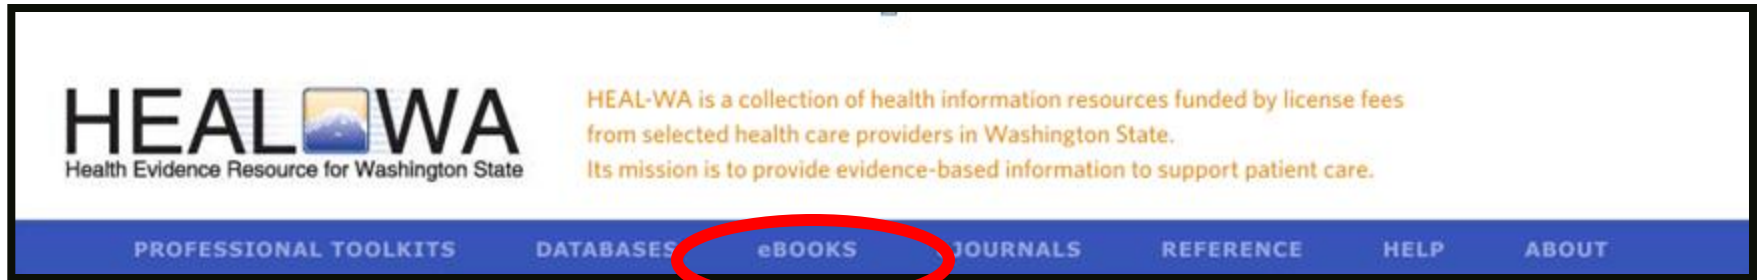 HEAL WA
Health Evidence Resource for Washington State
HEAL-WA is a collection of health information resources funded by license fees
from selected health care providers in Washington State.
Its mission is to provide evidence-based information to support patient care.
PROFESSIONAL TOOLKITS DATABASES eBOOKS JOURNALS REFERENCE HELP ABOUT